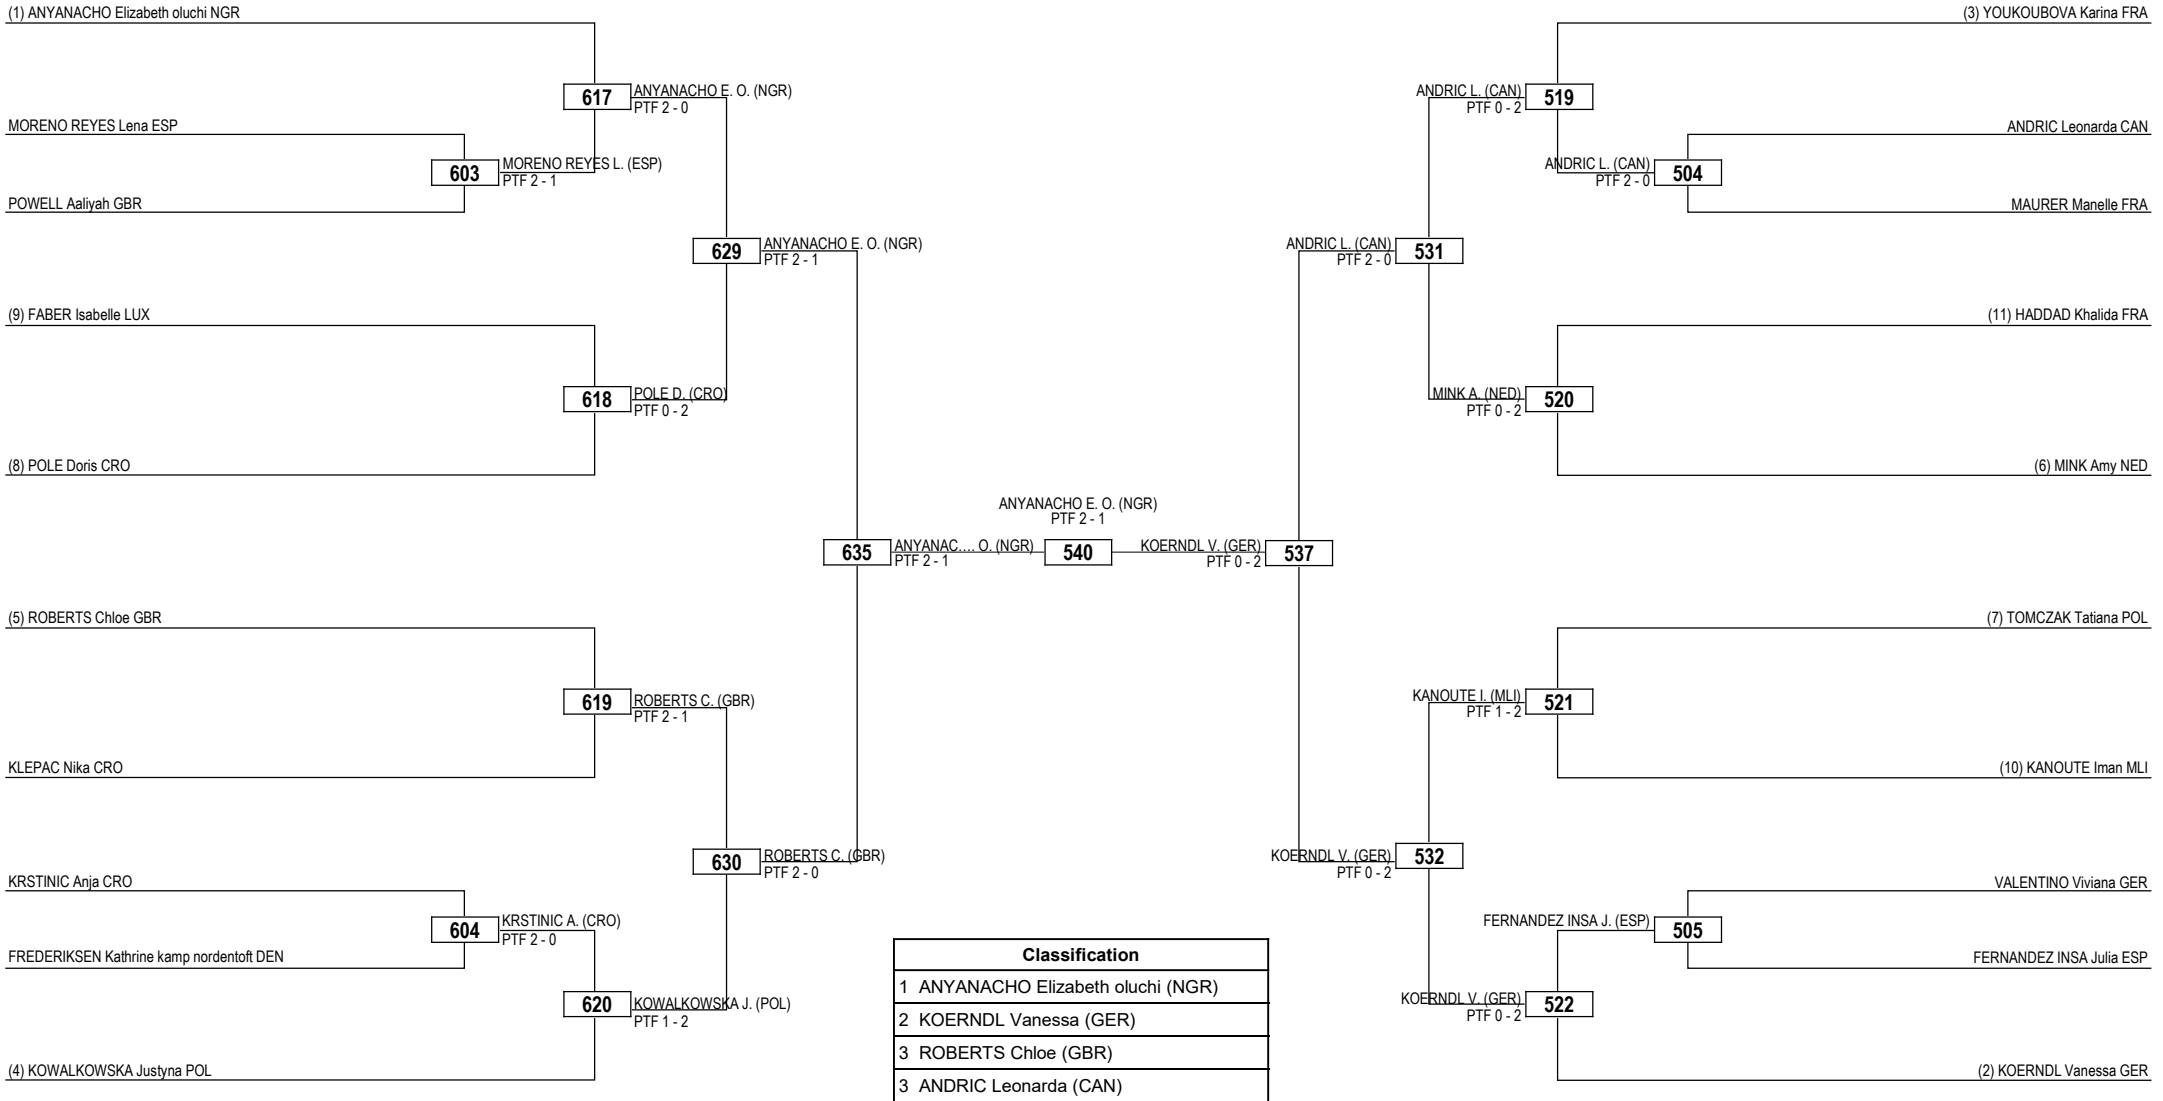 (1) ANYANACHO Elizabeth oluchi NGR
617
ANYANACHO E. O. (NGR)
PTF 2 - 0
MORENO REYES Lena ESP
603
MORENO REYES L. (ESP)
PTF 2 - 1
POWELL Aaliyah GBR
629
ANYANACHO E. O. (NGR)
PTF 2 - 1
(9) FABER Isabelle LUX
618
POLE D. (CRO)
PTF 0 - 2
(8) POLE Doris CRO
635
ANYANAC.... O. (NGR)
PTF 2 - 1
(5) ROBERTS Chloe GBR
619
ROBERTS C. (GBR)
PTF 2 - 1
KLEPAC Nika CRO
630
ROBERTS C. (GBR)
PTF 2 - 0
KRSTINIC Anja CRO
604
KRSTINIC A. (CRO)
PTF 2 - 0
FREDERIKSEN Kathrine kamp nordentoft DEN
620
KOWALKOWSKA J. (POL)
PTF 1 - 2
(4) KOWALKOWSKA Justyna POL
ANYANACHO E. O. (NGR)
PTF 2 - 1
540
(3) YOUKOUBOVA Karina FRA
ANDRIC L. (CAN)
PTF 0 - 2
519
ANDRIC Leonarda CAN
ANDRIC L. (CAN)
PTF 2 - 0
504
MAURER Manelle FRA
ANDRIC L. (CAN)
PTF 2 - 0
531
(11) HADDAD Khalida FRA
MINK A. (NED)
PTF 0 - 2
520
(6) MINK Amy NED
KOERNDL V. (GER)
PTF 0 - 2
537
(7) TOMCZAK Tatiana POL
KANOUTE I. (MLI)
PTF 1 - 2
521
(10) KANOUTE Iman MLI
KOERNDL V. (GER)
PTF 0 - 2
532
VALENTINO Viviana GER
FERNANDEZ INSA J. (ESP)
505
FERNANDEZ INSA Julia ESP
KOERNDL V. (GER)
PTF 0 - 2
522
(2) KOERNDL Vanessa GER
Classification
1 ANYANACHO Elizabeth oluchi (NGR)
2 KOERNDL Vanessa (GER)
3 ROBERTS Chloe (GBR)
3 ANDRIC Leonarda (CAN)